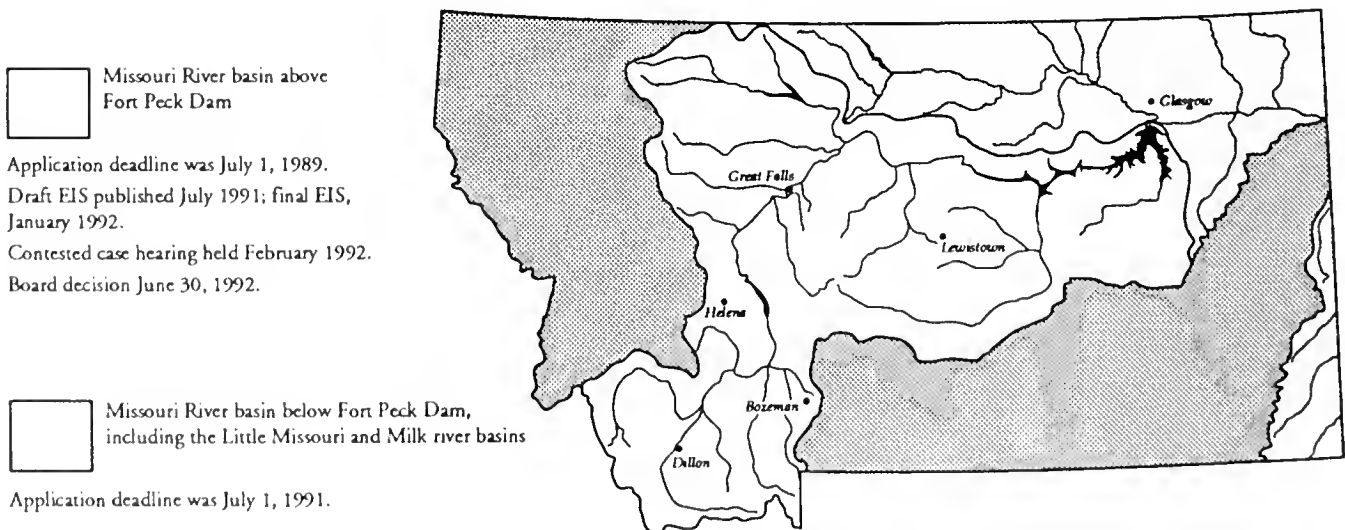 Missouri River basin above
Fort Peck Dam
Application deadline was July 1, 1989.
Draft EIS published July 1991; final EIS,
January 1992.
Contested case hearing held February 1992.
Board decision June 30, 1992.
Missouri River basin below Fort Peck Dam,
including the Little Missouri and Milk river basins
Application deadline was July 1, 1991.
Glasgow
Great Falls
Lewistown
Helena
Bozeman
Dillon